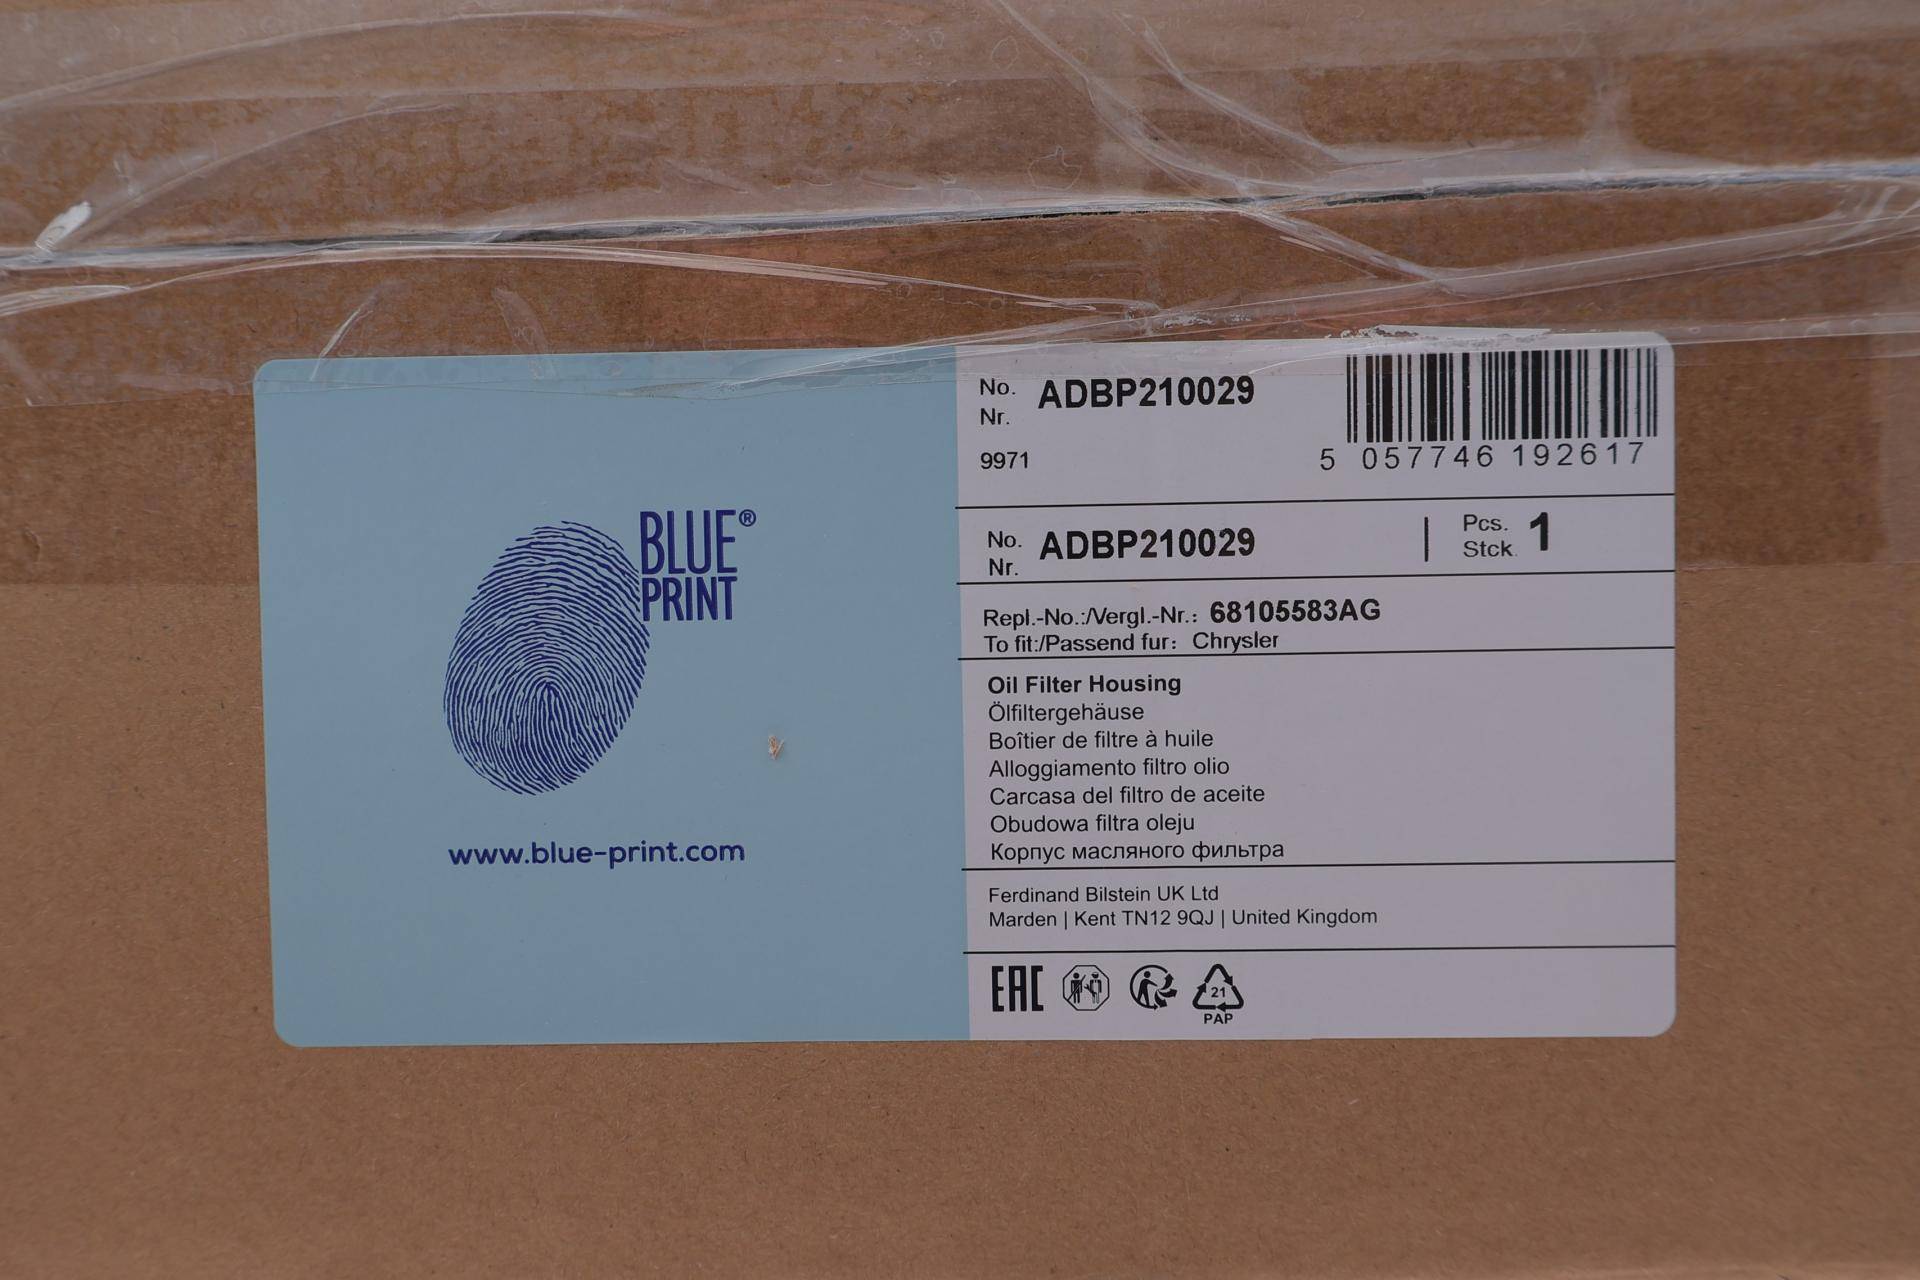 BLUE®
PRINT
www.blue-print.com
No. ADBP210029
Nr.
9971
5 057746 192617
No. ADBP210029
Nr.
Pcs. 1
Stck.
Repl.-No.:/Vergl.-Nr.: 68105583AG
To fit:/Passend fur: Chrysler
Oil Filter Housing
Ölfiltergehäuse
Boîtier de filtre à huile
Alloggiamento filtro olio
Carcasa del filtro de aceite
Obudowa filtra oleju
Корпус масляного фильтра
Ferdinand Bilstein UK Ltd
Marden | Kent TN12 9QJ | United Kingdom
EAC
21
PAP